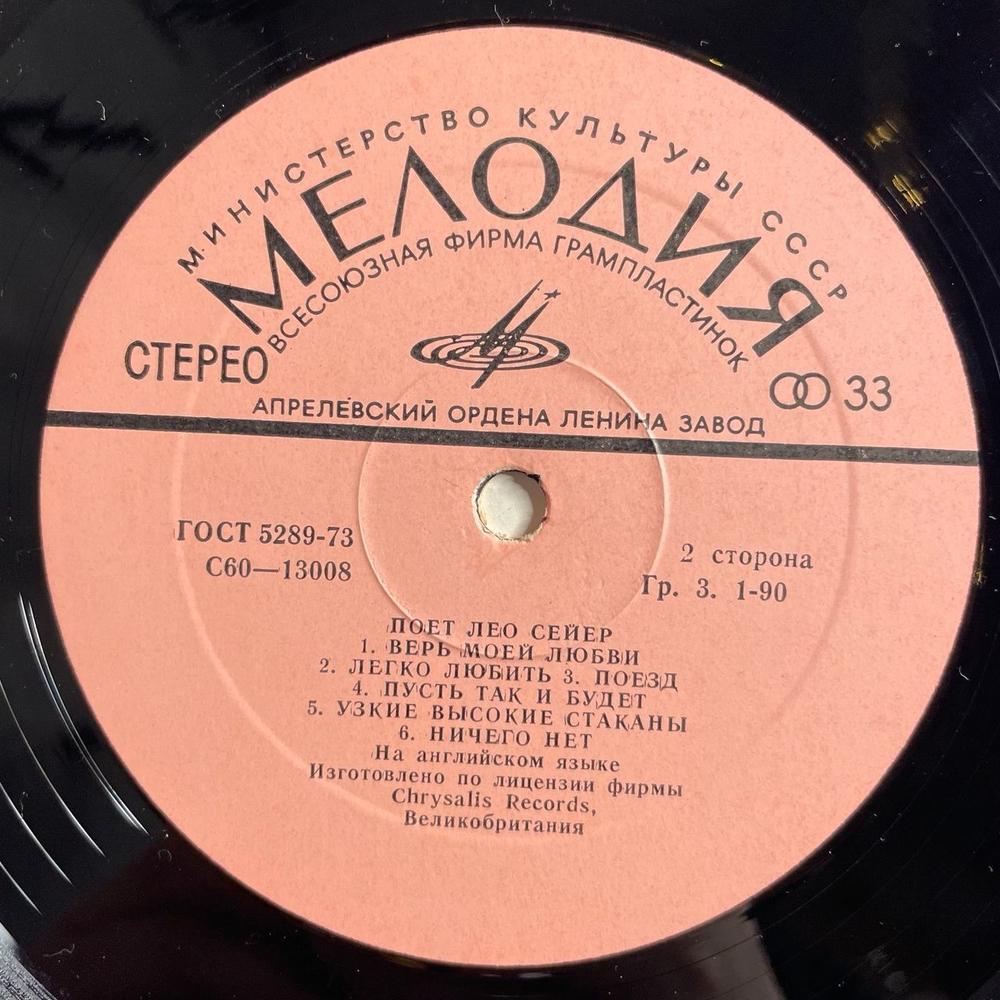 МИНИСТЕРСТВО КУЛЬТУРЫ СССР
МЕЛОДИЯ
ВСЕСОЮЗНАЯ ФИРМА ГРАМПЛАСТИНОК
СТЕРЕО
33
АПРЕЛЕВСКИЙ ОРДЕНА ЛЕНИНА ЗАВОД
ГОСТ 5289-73
С60—13008
2 сторона
Гр. 3. 1-90
ПОЕТ ЛЕО СЕЙЕР
1. ВЕРЬ МОЕЙ ЛЮБВИ
2. ЛЕГКО ЛЮБИТЬ 3. ПОЕЗД
4. ПУСТЬ ТАК И БУДЕТ
5. УЗКИЕ ВЫСОКИЕ СТАКАНЫ
6. НИЧЕГО НЕТ
На английском языке
Изготовлено по лицензии фирмы
Chrysalis Records,
Великобритания